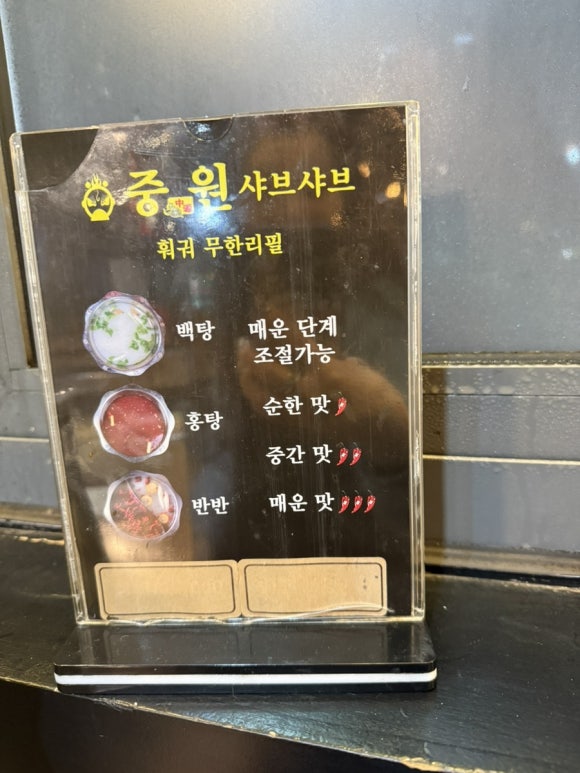 중원 샤브샤브
훠궈 무한리필
백탕
매운 단계
조절가능
홍탕
순한 맛
중간 맛
반반
매운 맛